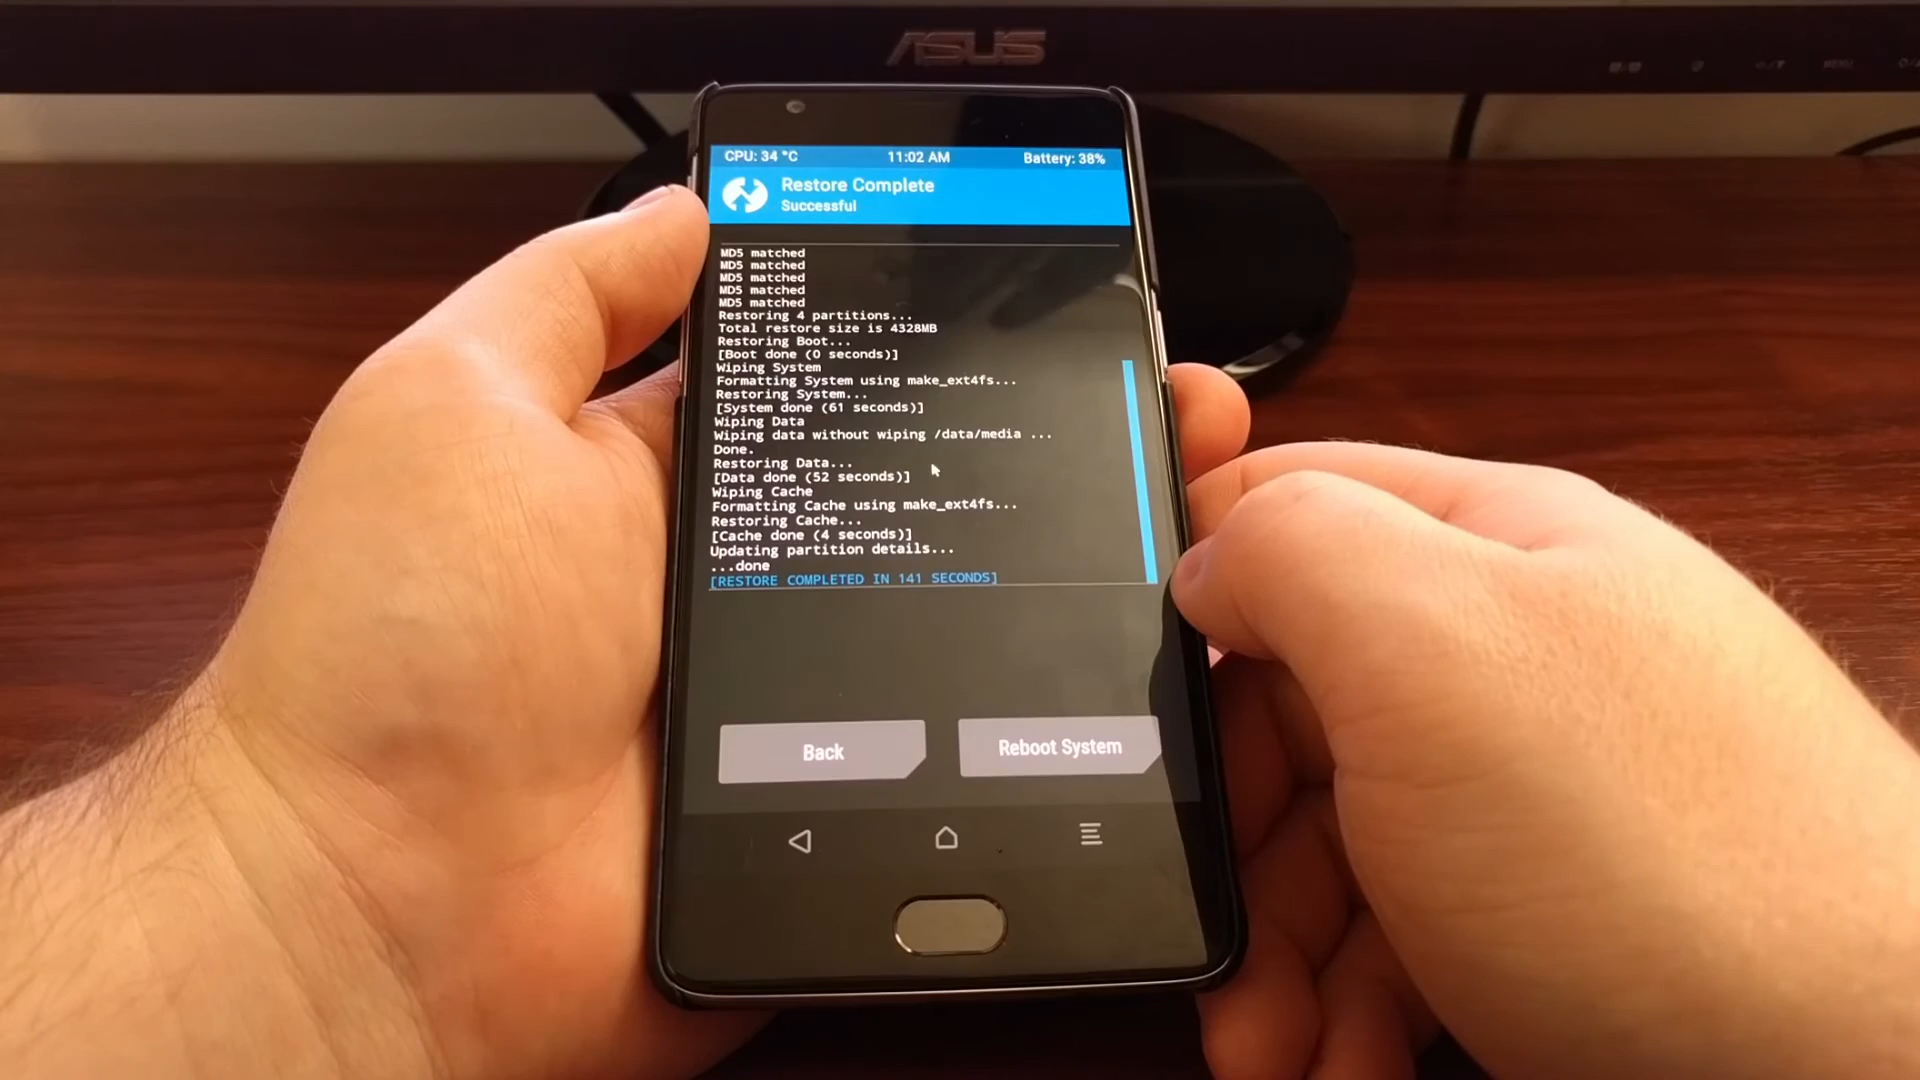 ASUS
MENU
CPU: 34 °C 11:02 AM Battery: 38%
Restore Complete
Successful
MD5 matched
MD5 matched
MD5 matched
MD5 matched
MD5 matched
Restoring 4 partitions...
Total restore size is 4328MB
Restoring Boot...
[Boot done (0 seconds)]
Wiping System
Formatting System using make_ext4fs...
Restoring System...
[System done (61 seconds)]
Wiping Data
Wiping data without wiping /data/media ...
Done.
Restoring Data...
[Data done (52 seconds)]
Wiping Cache
Formatting Cache using make_ext4fs...
Restoring Cache...
[Cache done (4 seconds)]
Updating partition details...
...done
[RESTORE COMPLETED IN 141 SECONDS]
Back
Reboot System